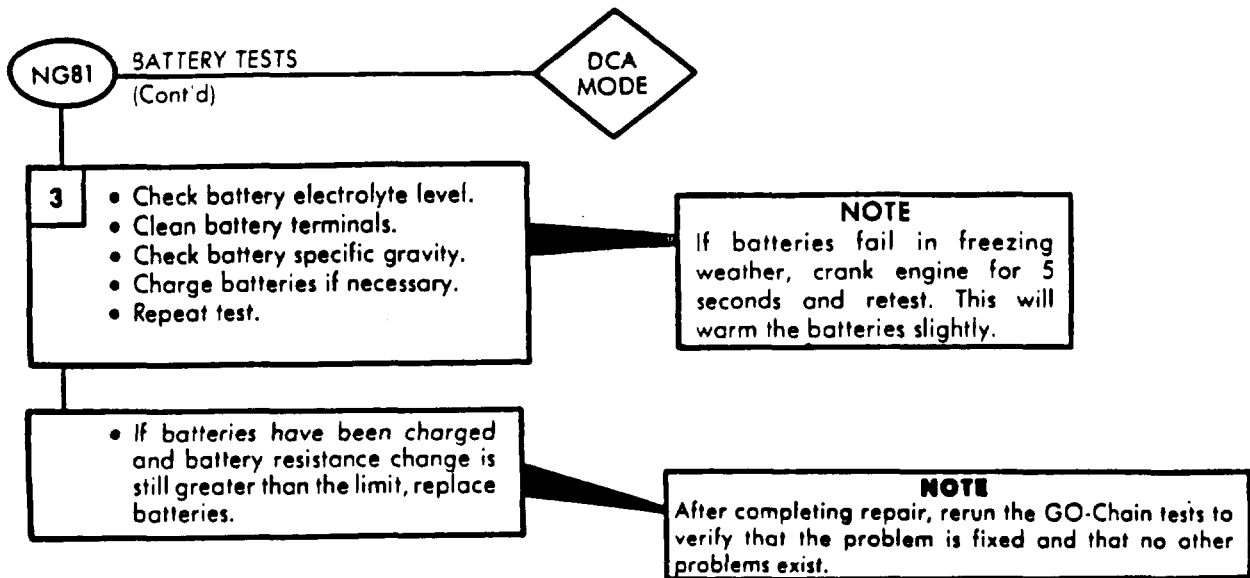 NG81
BATTERY TESTS
(Cont'd)
DCA
MODE
3
• Check battery electrolyte level.
• Clean battery terminals.
• Check battery specific gravity.
• Charge batteries if necessary.
• Repeat test.
NOTE
If batteries fail in freezing
weather, crank engine for 5
seconds and retest. This will
warm the batteries slightly.
• If batteries have been charged
and battery resistance change is
still greater than the limit, replace
batteries.
NOTE
After completing repair, rerun the GO-Chain tests to
verify that the problem is fixed and that no other
problems exist.